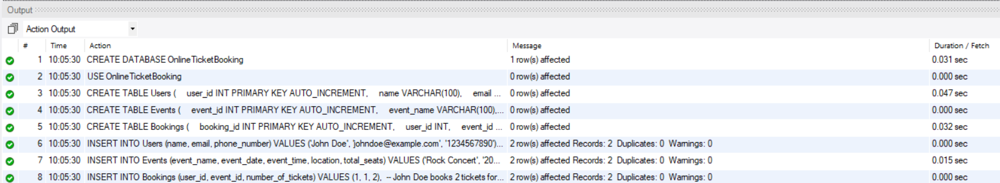 Output
Action Output
# Time Action Message Duration / Fetch
1 10:05:30 CREATE DATABASE OnlineTicketBooking 1 row(s) affected 0.031 sec
2 10:05:30 USE OnlineTicketBooking 0 row(s) affected 0.000 sec
3 10:05:30 CREATE TABLE Users ( user_id INT PRIMARY KEY AUTO_INCREMENT, name VARCHAR(100), email ... 0 row(s) affected 0.047 sec
4 10:05:30 CREATE TABLE Events ( event_id INT PRIMARY KEY AUTO_INCREMENT, event_name VARCHAR(100),... 0 row(s) affected 0.000 sec
5 10:05:30 CREATE TABLE Bookings ( booking_id INT PRIMARY KEY AUTO_INCREMENT, user_id INT, event_id ... 0 row(s) affected 0.032 sec
6 10:05:30 INSERT INTO Users (name, email, phone_number) VALUES ('John Doe', 'johndoe@example.com', '1234567890')... 2 row(s) affected Records: 2 Duplicates: 0 Warnings: 0 0.000 sec
7 10:05:30 INSERT INTO Events (event_name, event_date, event_time, location, total_seats) VALUES ('Rock Concert', '20... 2 row(s) affected Records: 2 Duplicates: 0 Warnings: 0 0.015 sec
8 10:05:30 INSERT INTO Bookings (user_id, event_id, number_of_tickets) VALUES (1, 1, 2), -- John Doe books 2 tickets for... 2 row(s) affected Records: 2 Duplicates: 0 Warnings: 0 0.000 sec